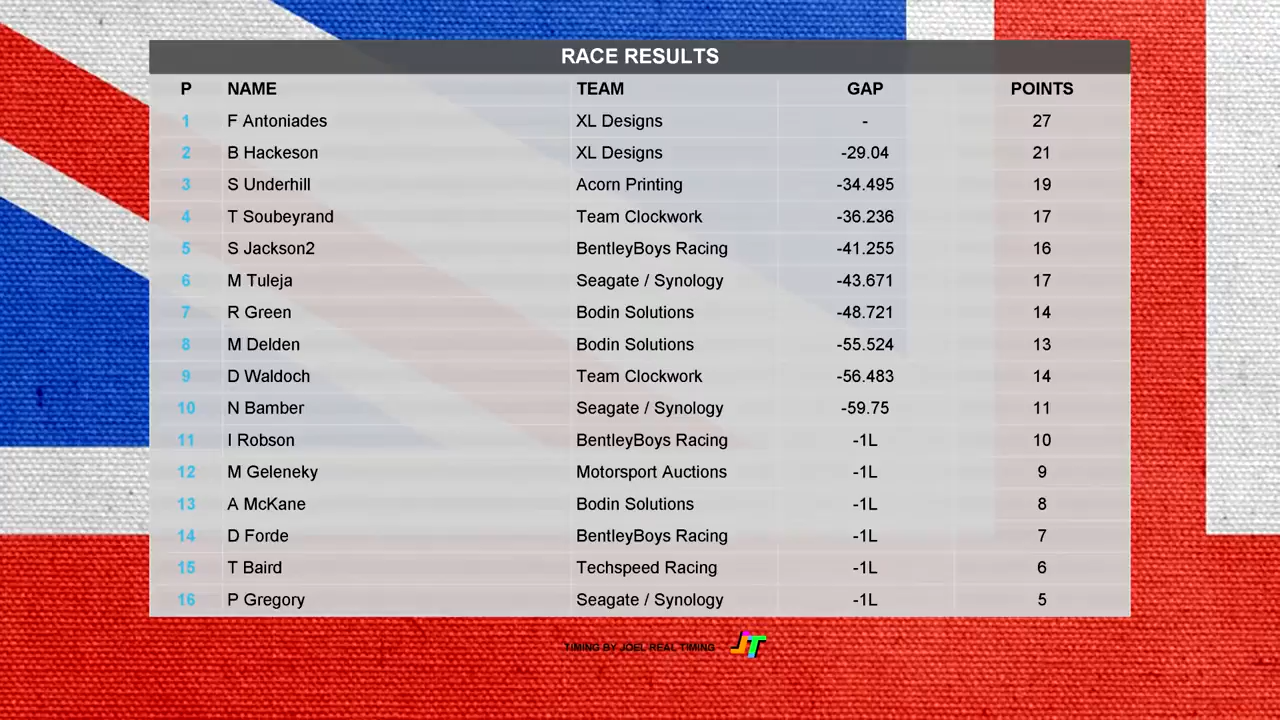 RACE RESULTS
P NAME TEAM GAP POINTS
1 F Antoniades XL Designs - 27
2 B Hackeson XL Designs -29.04 21
3 S Underhill Acorn Printing -34.495 19
4 T Soubeyrand Team Clockwork -36.236 17
5 S Jackson2 BentleyBoys Racing -41.255 16
6 M Tuleja Seagate / Synology -43.671 17
7 R Green Bodin Solutions -48.721 14
8 M Delden Bodin Solutions -55.524 13
9 D Waldoch Team Clockwork -56.483 14
10 N Bamber Seagate / Synology -59.75 11
11 I Robson BentleyBoys Racing -1L 10
12 M Geleneky Motorsport Auctions -1L 9
13 A McKane Bodin Solutions -1L 8
14 D Forde BentleyBoys Racing -1L 7
15 T Baird Techspeed Racing -1L 6
16 P Gregory Seagate / Synology -1L 5
TIMING BY JOEL REAL TIMING JT